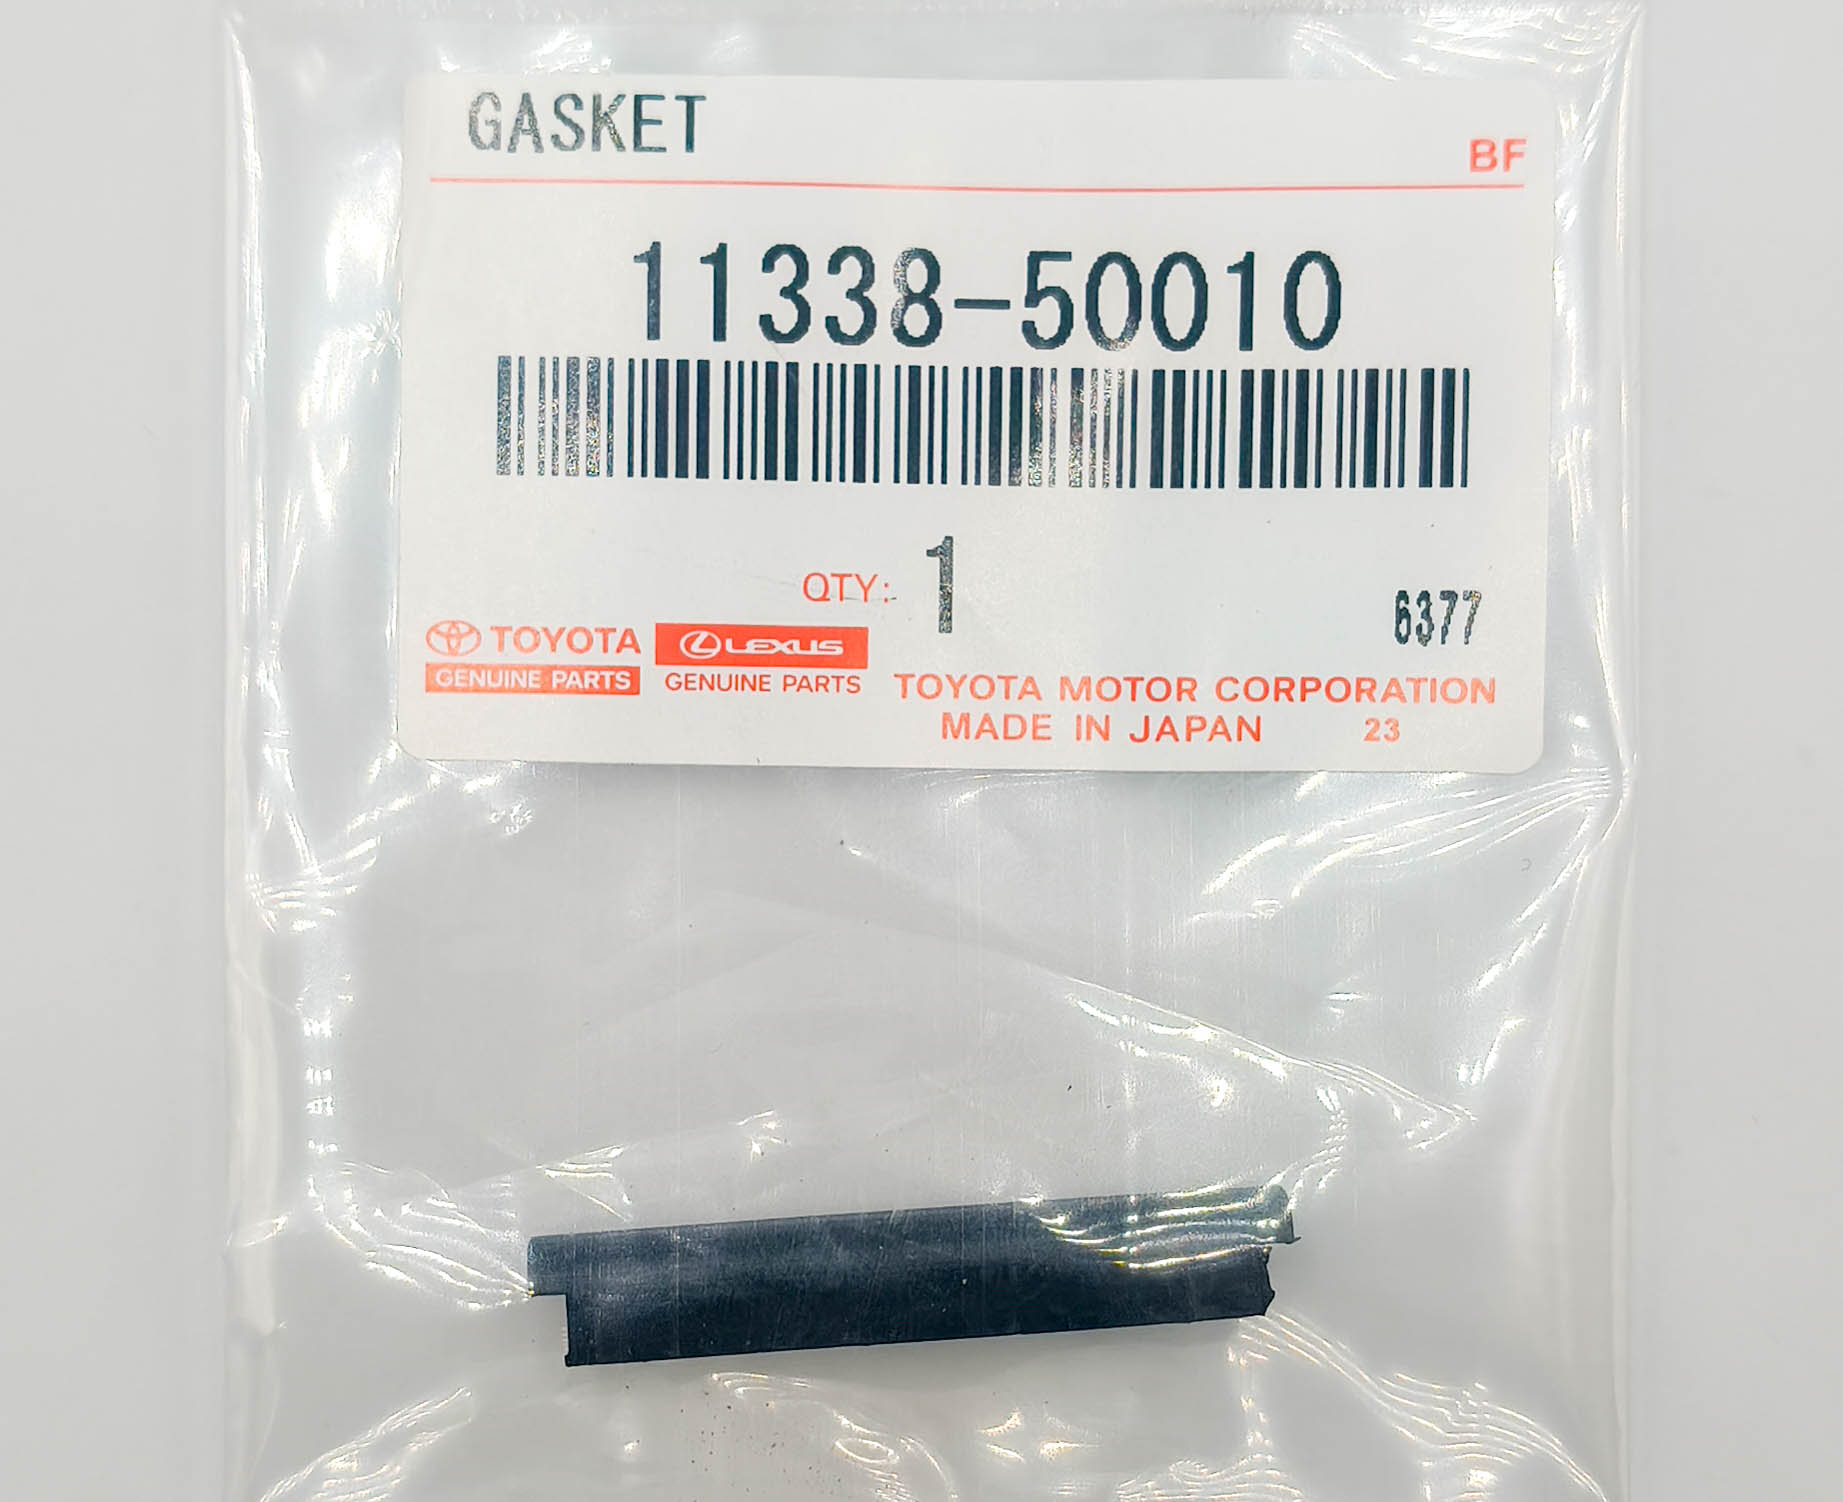 GASKET
BF
11338-50010
QTY: 1
6377
TOYOTA
GENUINE PARTS
LEXUS
GENUINE PARTS
TOYOTA MOTOR CORPORATION
MADE IN JAPAN 23